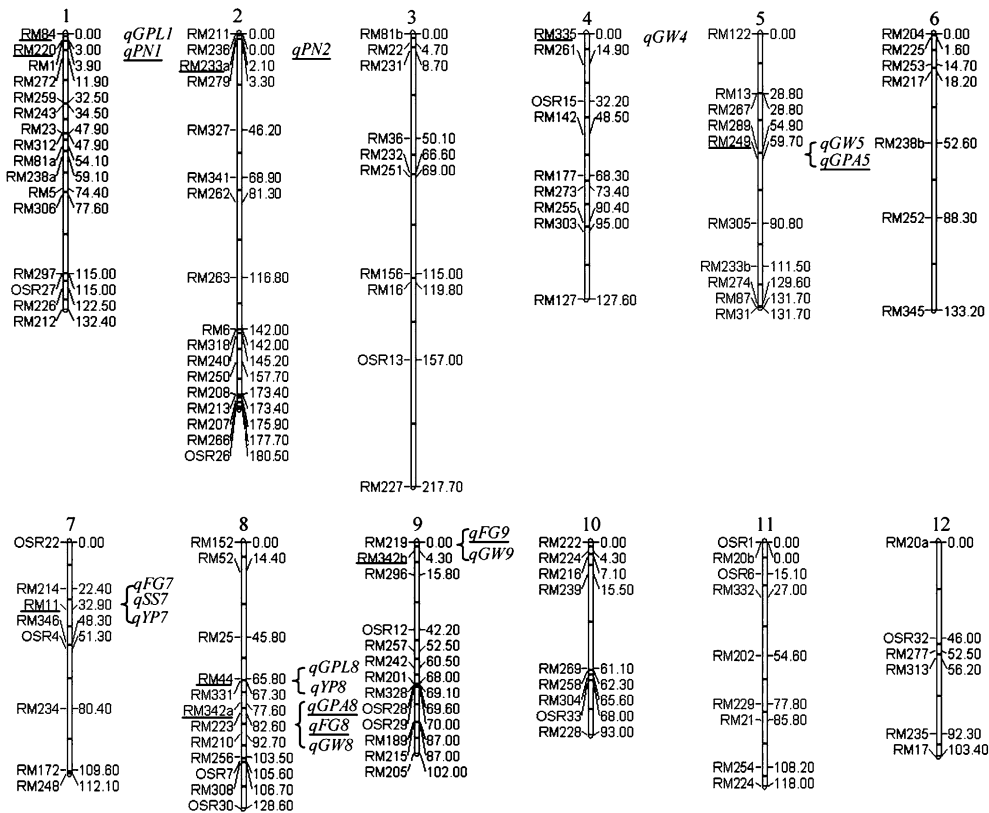 1
RM84 0.00 qGPL1
RM220 3.00 qPN1
RM1 3.90
RM272 11.90
RM259 32.50
RM243 34.50
RM23 47.90
RM312 47.90
RM81a 54.10
RM238a 59.10
RM5 74.40
RM306 77.60
RM297 115.00
OSR27 115.00
RM226 122.50
RM212 132.40
2
RM211 0.00
RM236 0.00 qPN2
RM233a 2.10
RM279 3.30
RM327 46.20
RM341 68.90
RM262 81.30
RM263 116.80
RM6 142.00
RM318 142.00
RM240 145.20
RM250 157.70
RM208 173.40
RM213 173.40
RM207 175.90
RM266 177.70
OSR26 180.50
3
RM81b 0.00
RM22 4.70
RM231 8.70
RM36 50.10
RM232 66.60
RM251 69.00
RM156 115.00
RM16 119.80
OSR13 157.00
RM227 217.70
4
RM335 0.00 qGW4
RM261 14.90
OSR15 32.20
RM142 48.50
RM177 68.30
RM273 73.40
RM255 90.40
RM303 95.00
RM127 127.60
5
RM122 0.00
RM13 28.80
RM267 28.80
RM289 54.90
RM249 59.70 qGW5
qGPA5
RM305 90.80
RM233b 111.50
RM274 129.60
RM87 131.70
RM31 131.70
6
RM204 0.00
RM225 1.60
RM253 14.70
RM217 18.20
RM238b 52.60
RM252 88.30
RM345 133.20
7
OSR22 0.00
RM214 22.40 qFG7
RM11 32.90 qSS7
RM346 48.30 qYP7
OSR4 51.30
RM234 80.40
RM172 109.60
RM248 112.10
8
RM152 0.00
RM52 14.40
RM25 45.80
qGPL8
RM44 65.80 qYP8
RM331 67.30
RM342a 77.60 qGPA8
RM223 82.60 qFG8
RM210 92.70 qGW8
RM256 103.50
OSR7 105.60
RM308 106.70
OSR30 128.60
9
RM219 0.00 qFG9
RM342b 4.30 qGW9
RM296 15.80
OSR12 42.20
RM257 52.50
RM242 60.50
RM201 68.00
RM328 69.10
OSR28 69.60
OSR29 70.00
RM189 87.00
RM215 87.00
RM205 102.00
10
RM222 0.00
RM224 4.30
RM216 7.10
RM239 15.50
RM269 61.10
RM258 62.30
RM304 65.60
OSR33 68.00
RM228 93.00
11
OSR1 0.00
RM20b 0.00
OSR6 15.10
RM332 27.00
RM202 54.60
RM229 77.80
RM21 85.80
RM254 108.20
RM224 118.00
12
RM20a 0.00
OSR32 46.00
RM277 52.50
RM313 56.20
RM235 92.30
RM17 103.40